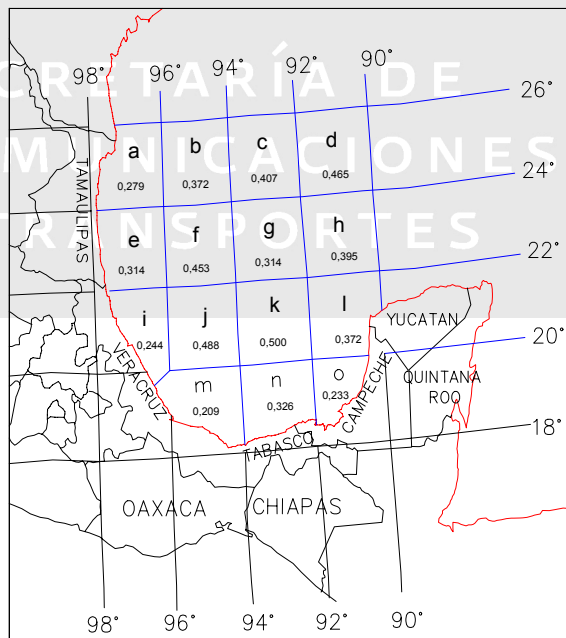 CRETARÍA DE
MUNICACIONES
TRANSPORTES
98°
96°
94°
92°
90°
26°
a
b
c
d
0,279
0,372
0,407
0,465
24°
TAMAULIPAS
e
f
g
h
0,314
0,453
0,314
0,395
22°
i
j
k
l
0,244
0,488
0,500
0,372
YUCATAN
20°
VERACRUZ
m
n
o
0,209
0,326
0,233
CAMPECHE
QUINTANA
ROO
18°
TABASCO
OAXACA
CHIAPAS
98°
96°
94°
92°
90°